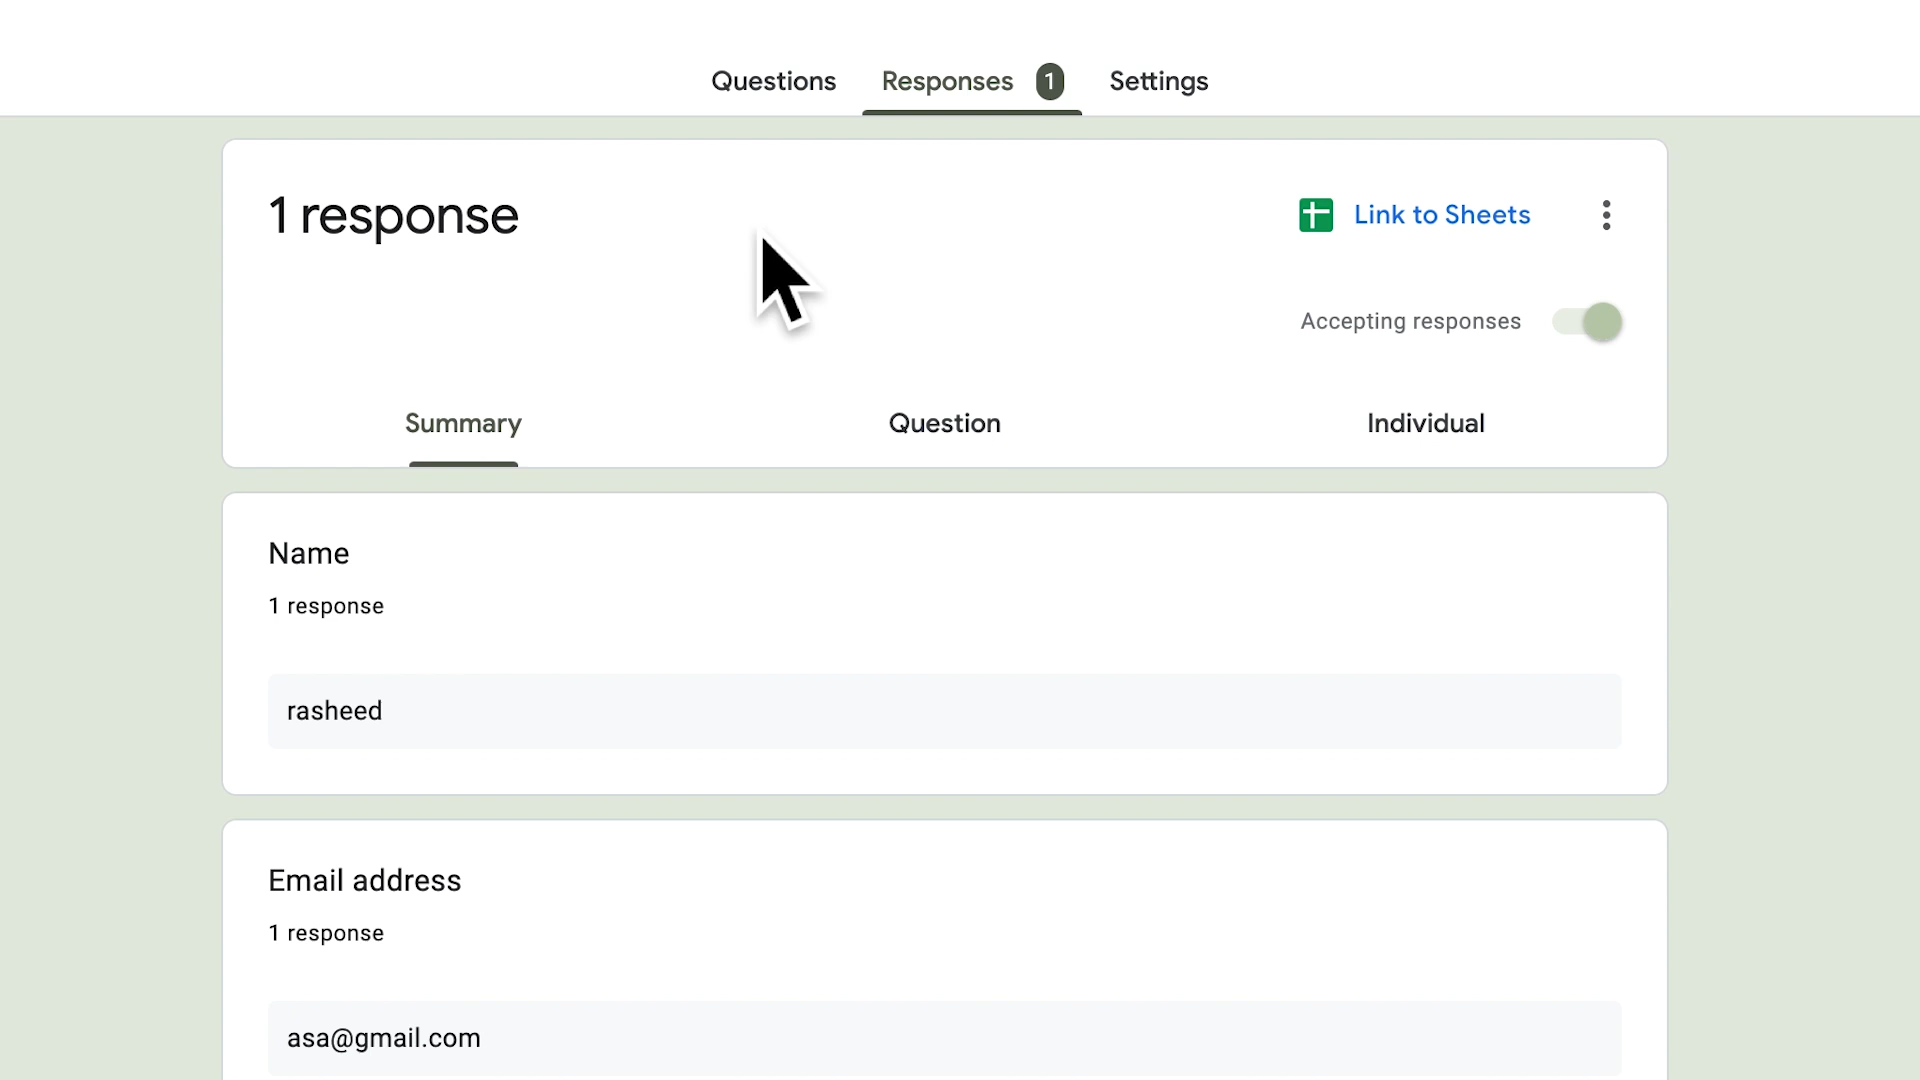 Questions Responses 1 Settings
1 response
Link to Sheets
Accepting responses
Summary Question Individual
Name
1 response
rasheed
Email address
1 response
asa@gmail.com